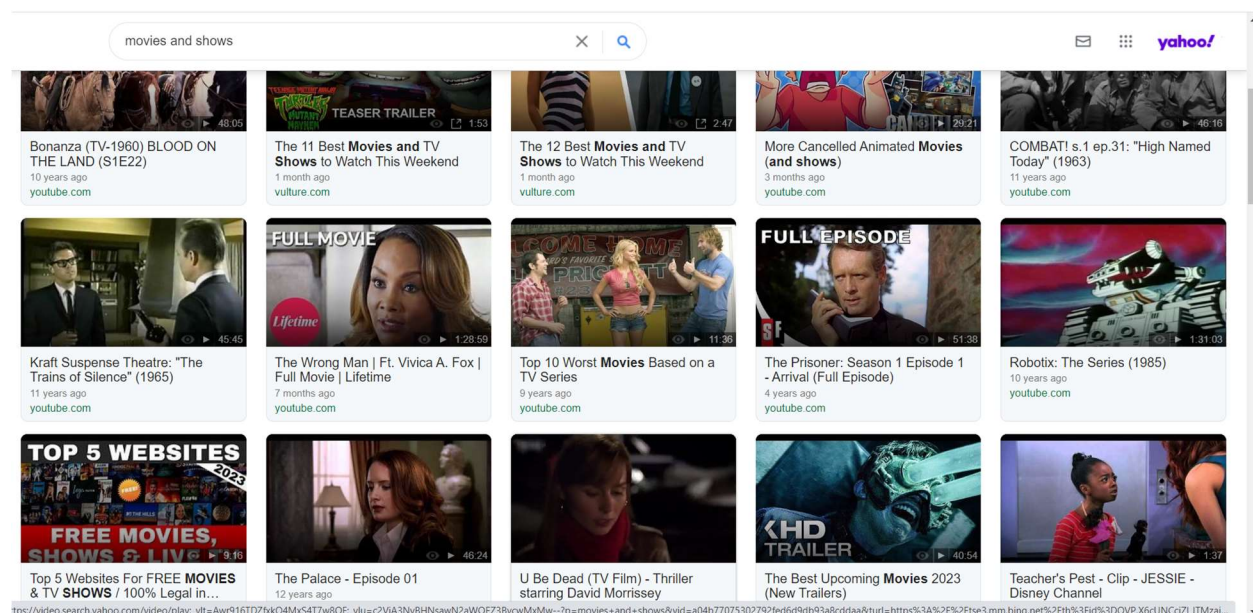 movies and shows
yahoo!
48:05
TEENAGE MUTANT
TURTLES
MUTANT
MAYHEM
TEASER TRAILER
1:53
2:47
29:21
46:16
Bonanza (TV-1960) BLOOD ON
THE LAND (S1E22)
10 years ago
youtube.com
The 11 Best Movies and TV
Shows to Watch This Weekend
1 month ago
vulture.com
The 12 Best Movies and TV
Shows to Watch This Weekend
1 month ago
vulture.com
More Cancelled Animated Movies
(and shows)
3 months ago
youtube.com
COMBAT! s.1 ep.31: "High Named
Today" (1963)
11 years ago
youtube.com
45:45
FULL MOVIE
Lifetime
1:28:59
11:36
FULL EPISODE
SF
51:38
1:31:03
Kraft Suspense Theatre: "The
Trains of Silence" (1965)
11 years ago
youtube.com
The Wrong Man | Ft. Vivica A. Fox |
Full Movie | Lifetime
7 months ago
youtube.com
Top 10 Worst Movies Based on a
TV Series
9 years ago
youtube.com
The Prisoner: Season 1 Episode 1
- Arrival (Full Episode)
4 years ago
youtube.com
Robotix: The Series (1985)
10 years ago
youtube.com
TOP 5 WEBSITES
2023
FREE!
FREE MOVIES,
SHOWS & LIVE
9:16
46:24
KHD
TRAILER
40:54
1:37
Top 5 Websites For FREE MOVIES
& TV SHOWS / 100% Legal in...
The Palace - Episode 01
12 years ago
U Be Dead (TV Film) - Thriller
starring David Morrissey
The Best Upcoming Movies 2023
(New Trailers)
Teacher's Pest - Clip - JESSIE -
Disney Channel